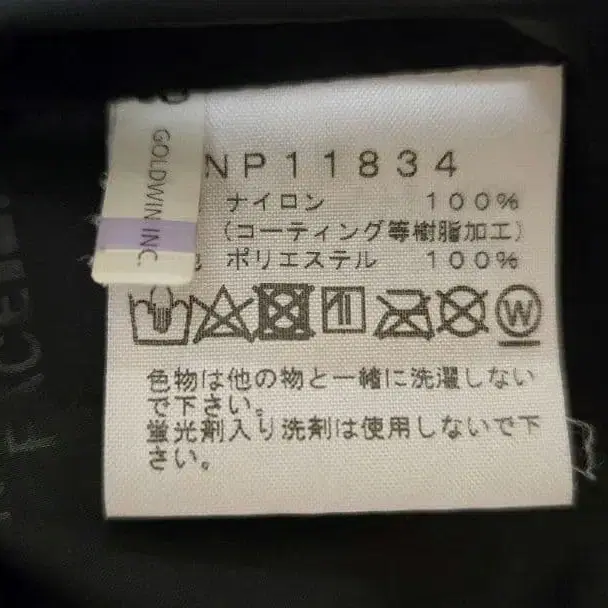 GOLDWIN INC.
NP11834
ナイロン 100%
(コーティング等樹脂加工)
ポリエステル 100%
W
色物は他の物と一緒に洗濯しない
で下さい。
蛍光剤入り洗剤は使用しないで下
さい。